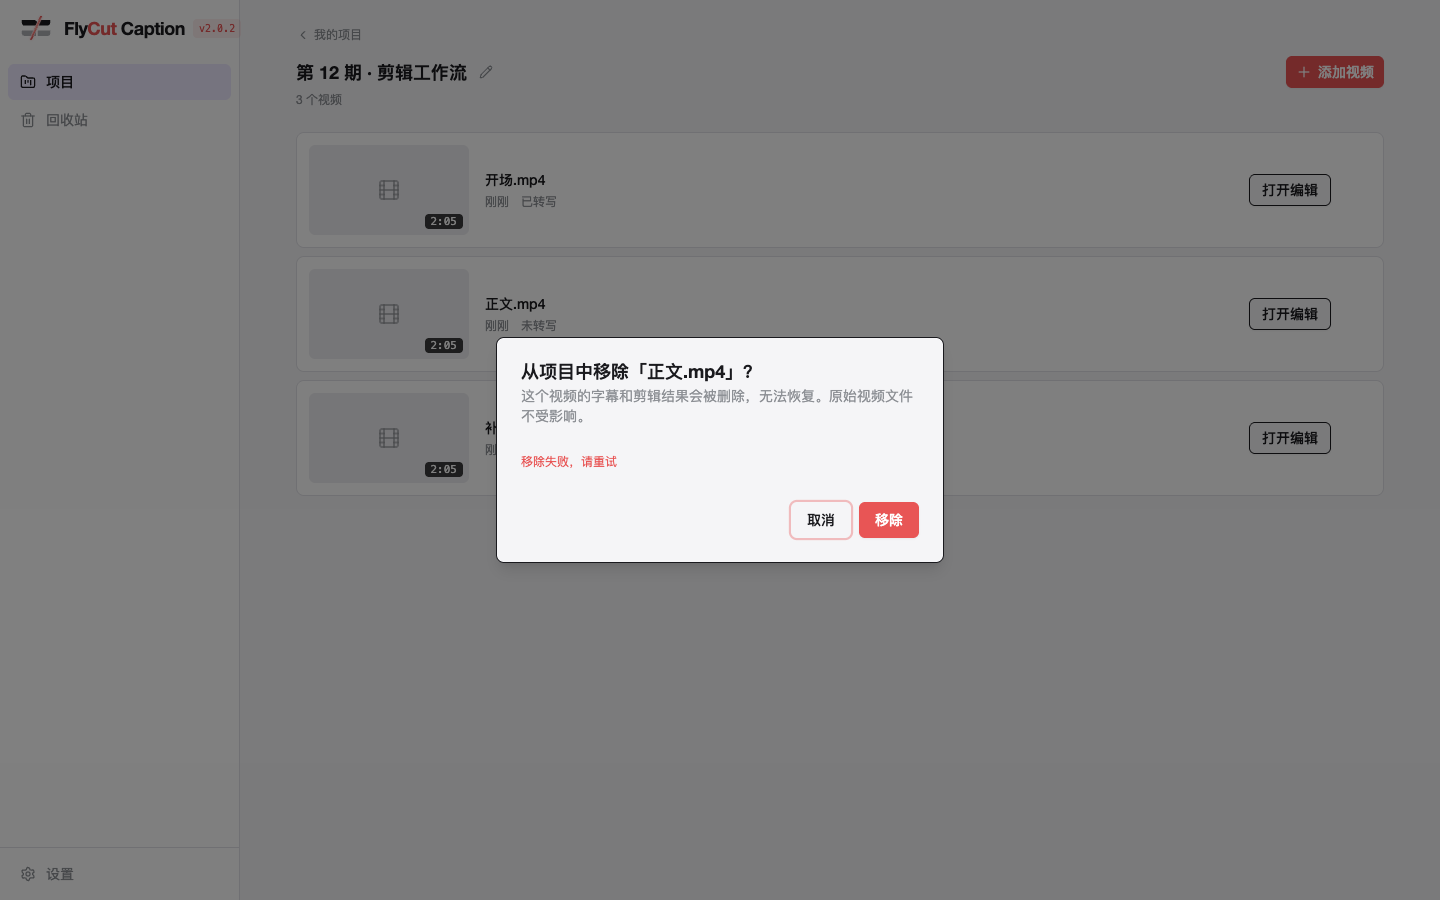 FlyCut Caption v2.0.2
项目
回收站
设置
我的项目
第 12 期 · 剪辑工作流
3 个视频
添加视频
2:05
开场.mp4
刚刚 已转写
打开编辑
2:05
正文.mp4
刚刚 未转写
打开编辑
2:05
补
刚
打开编辑
从项目中移除「正文.mp4」?
这个视频的字幕和剪辑结果会被删除，无法恢复。原始视频文件
不受影响。
移除失败，请重试
取消
移除